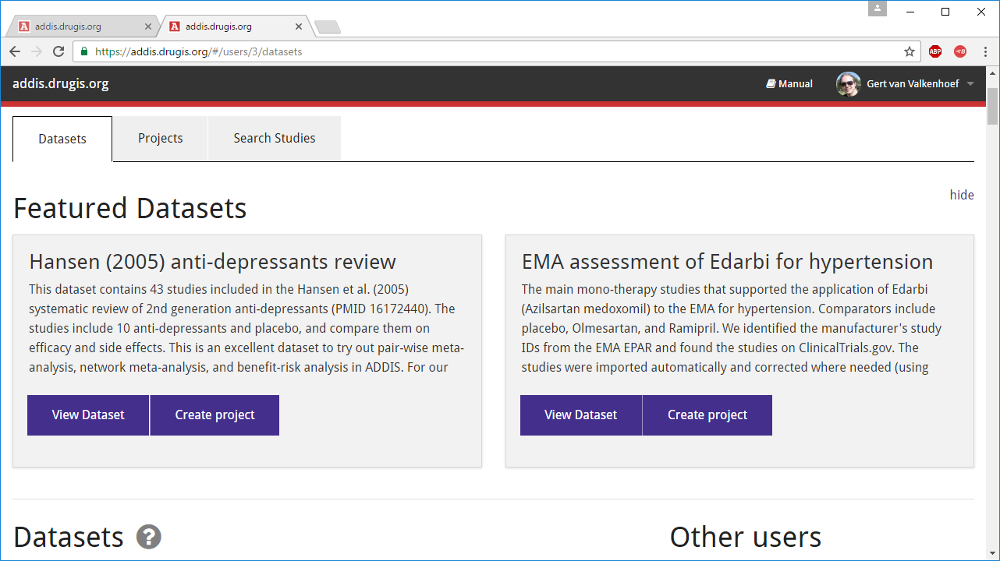 addis.drugis.org
addis.drugis.org
https://addis.drugis.org/#/users/3/datasets
ABP
addis.drugis.org
Manual
Gert van Valkenhoef
Datasets
Projects
Search Studies
hide
Featured Datasets
Hansen (2005) anti-depressants review
This dataset contains 43 studies included in the Hansen et al. (2005)
systematic review of 2nd generation anti-depressants (PMID 16172440). The
studies include 10 anti-depressants and placebo, and compare them on
efficacy and side effects. This is an excellent dataset to try out pair-wise meta-
analysis, network meta-analysis, and benefit-risk analysis in ADDIS. For our
View Dataset
Create project
EMA assessment of Edarbi for hypertension
The main mono-therapy studies that supported the application of Edarbi
(Azilsartan medoxomil) to the EMA for hypertension. Comparators include
placebo, Olmesartan, and Ramipril. We identified the manufacturer's study
IDs from the EMA EPAR and found the studies on ClinicalTrials.gov. The
studies were imported automatically and corrected where needed (using
View Dataset
Create project
Datasets ?
Other users